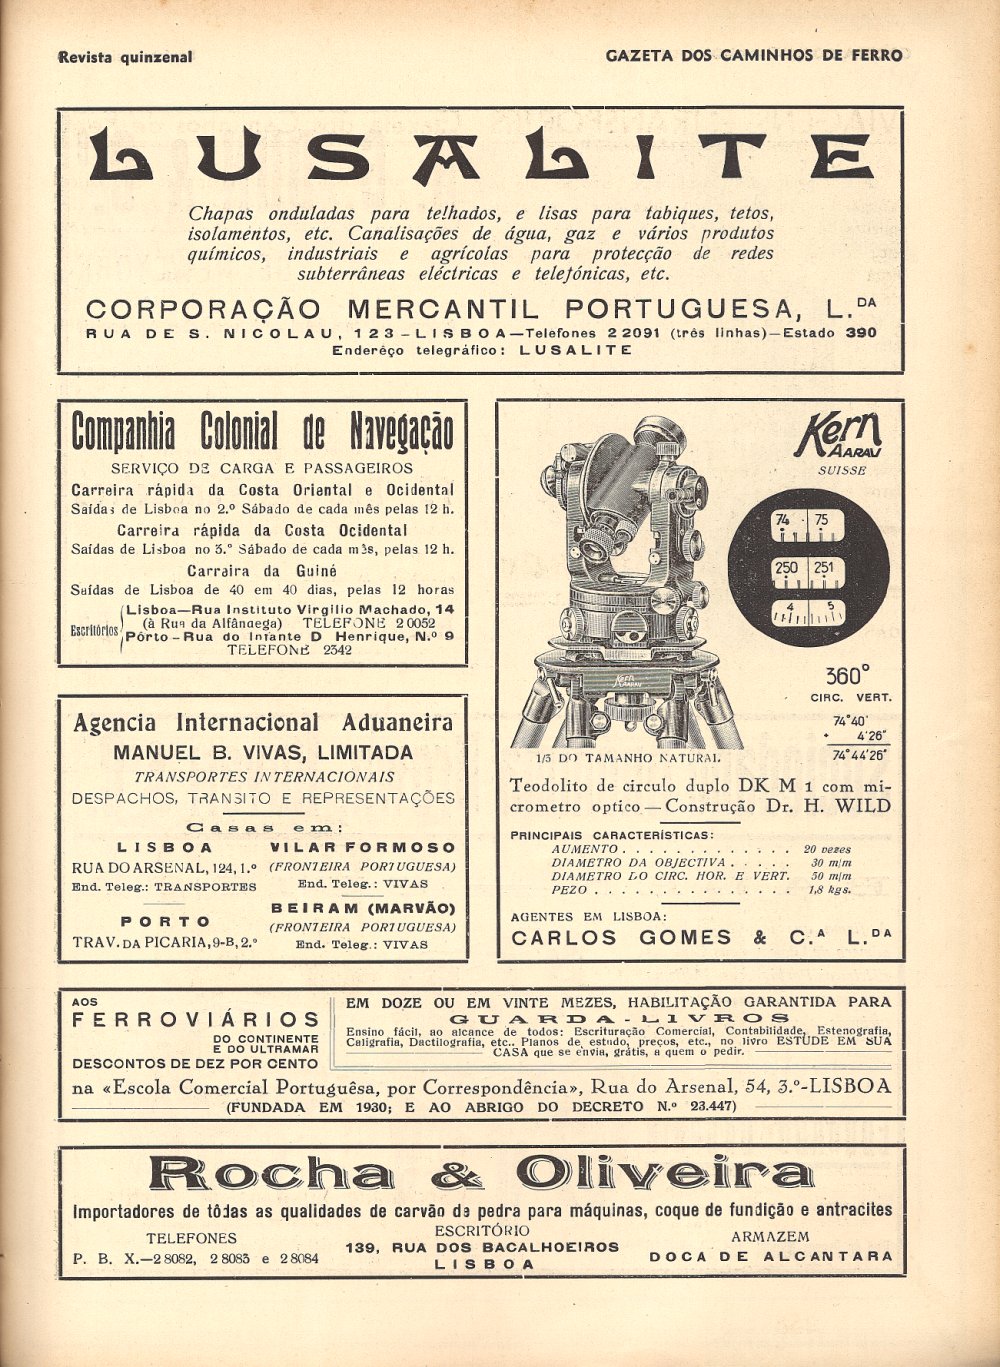 Revista quinzenal
GAZETA DOS CAMINHOS DE FERRO
LUSALITE
Chapas onduladas para telhados, e lisas para tabiques, tetos,
isolamentos, etc. Canalisações de água, gaz e vários produtos
químicos, industriais e agrícolas para protecção de redes
subterrâneas eléctricas e telefónicas, etc.
CORPORAÇÃO MERCANTIL PORTUGUESA, L.DA
RUA DE S. NICOLAU, 123-LISBOA—Telefones 2 2091 (três linhas)—Estado 390
Enderêço telegráfico: LUSALITE
Companhia Colonial de Navegação
SERVIÇO DE CARGA E PASSAGEIROS
Carreira rápida da Costa Oriental e Ocidental
Saídas de Lisboa no 2.º Sábado de cada mês pelas 12 h.
Carreira rápida da Costa Ocidental
Saídas de Lisboa no 3.º Sábado de cada mês, pelas 12 h.
Carraira da Guiné
Saídas de Lisboa de 40 em 40 dias, pelas 12 horas
Escritórios
Lisboa—Rua Instituto Virgílio Machado, 14
(à Rua da Alfândega) TELEFONE 2 0052
Pôrto-Rua do Infante D Henrique, N.º 9
TELEFONE 2342
Agencia Internacional Aduaneira
MANUEL B. VIVAS, LIMITADA
TRANSPORTES INTERNACIONAIS
DESPACHOS, TRANSITO E REPRESENTAÇÕES
Casas em:
LISBOA
RUA DO ARSENAL, 124, 1.º
End. Teleg.: TRANSPORTES
PORTO
TRAV. DA PICARIA, 9-B, 2.º
VILAR FORMOSO
(FRONTEIRA PORTUGUESA)
End. Teleg.: VIVAS
BEIRAM (MARVÃO)
(FRONTEIRA PORTUGUESA)
End. Teleg.: VIVAS
Kern
AARAU
SUISSE
74 75
250 251
4 5
Kern
AARAU
360°
CIRC. VERT.
74°40'
+ 4'26"
74°44'26"
1/3 DO TAMANHO NATURAL
Teodolito de circulo duplo DK M 1 com mi-
crometro optico — Construção Dr. H. WILD
PRINCIPAIS CARACTERÍSTICAS:
AUMENTO . . . . . . . . . . . . . 20 vezes
DIAMETRO DA OBJECTIVA . . . . . 30 m/m
DIAMETRO DO CIRC. HOR. E VERT. 50 m/m
PEZO . . . . . . . . . . . . . . . 1,8 kgs.
AGENTES EM LISBOA:
CARLOS GOMES & C.A L.DA
AOS
FERROVIÁRIOS
DO CONTINENTE
E DO ULTRAMAR
DESCONTOS DE DEZ POR CENTO
EM DOZE OU EM VINTE MEZES, HABILITAÇÃO GARANTIDA PARA
GUARDA-LIVROS
Ensino fácil, ao alcance de todos: Escrituração Comercial, Contabilidade, Estenografia,
Caligrafia, Dactilografia, etc.. Planos de estudo, preços, etc., no livro ESTUDE EM SUA
CASA que se envia, grátis, a quem o pedir.
na «Escola Comercial Portuguêsa, por Correspondência», Rua do Arsenal, 54, 3.º-LISBOA
(FUNDADA EM 1930; E AO ABRIGO DO DECRETO N.º 23.447)
Rocha & Oliveira
Importadores de tôdas as qualidades de carvão de pedra para máquinas, coque de fundição e antracites
TELEFONES
P. B. X.—2 8082, 2 8083 e 2 8084
ESCRITÓRIO
139, RUA DOS BACALHOEIROS
LISBOA
ARMAZEM
DOCA DE ALCANTARA